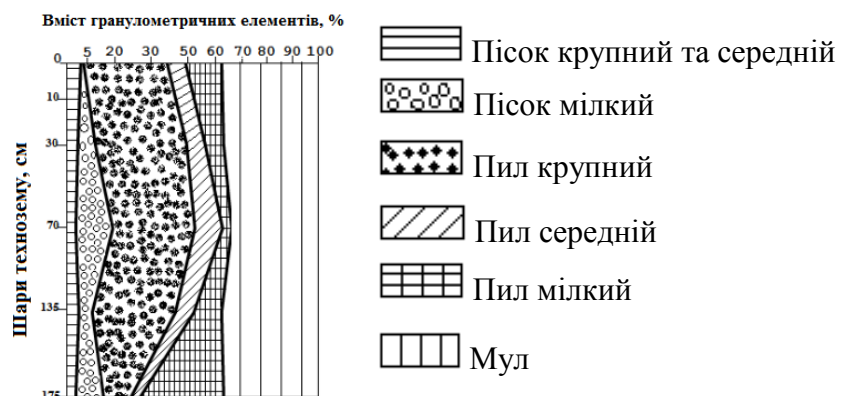 Вміст гранулометричних елементів, %
0 5 20 30 50 60 70 80 90 100
10
30
70
135
175
Шари технозему, см
Пісок крупний та середній
Пісок мілкий
Пил крупний
Пил середній
Пил мілкий
Мул